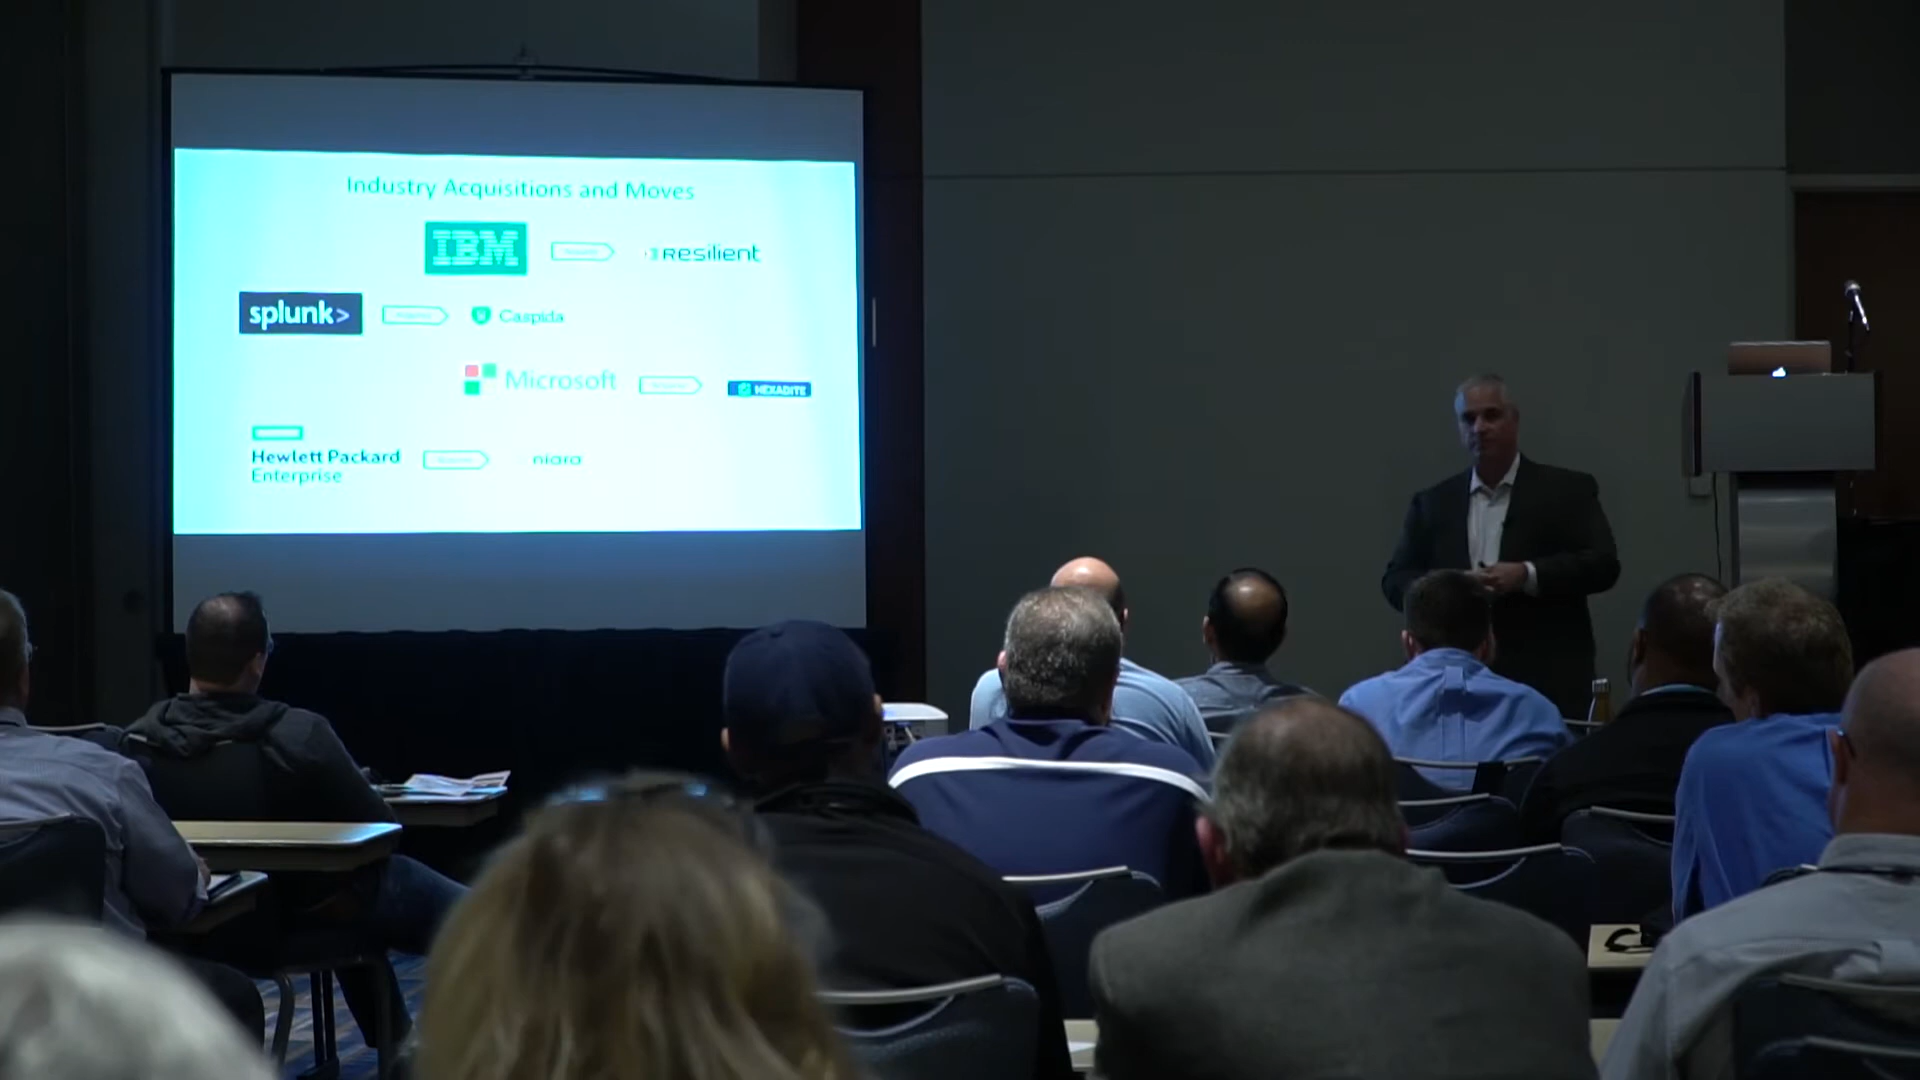 Industry Acquisitions and Moves
IBM
resilient
splunk>
Caspida
Microsoft
HEXADITE
Hewlett Packard
Enterprise
niara